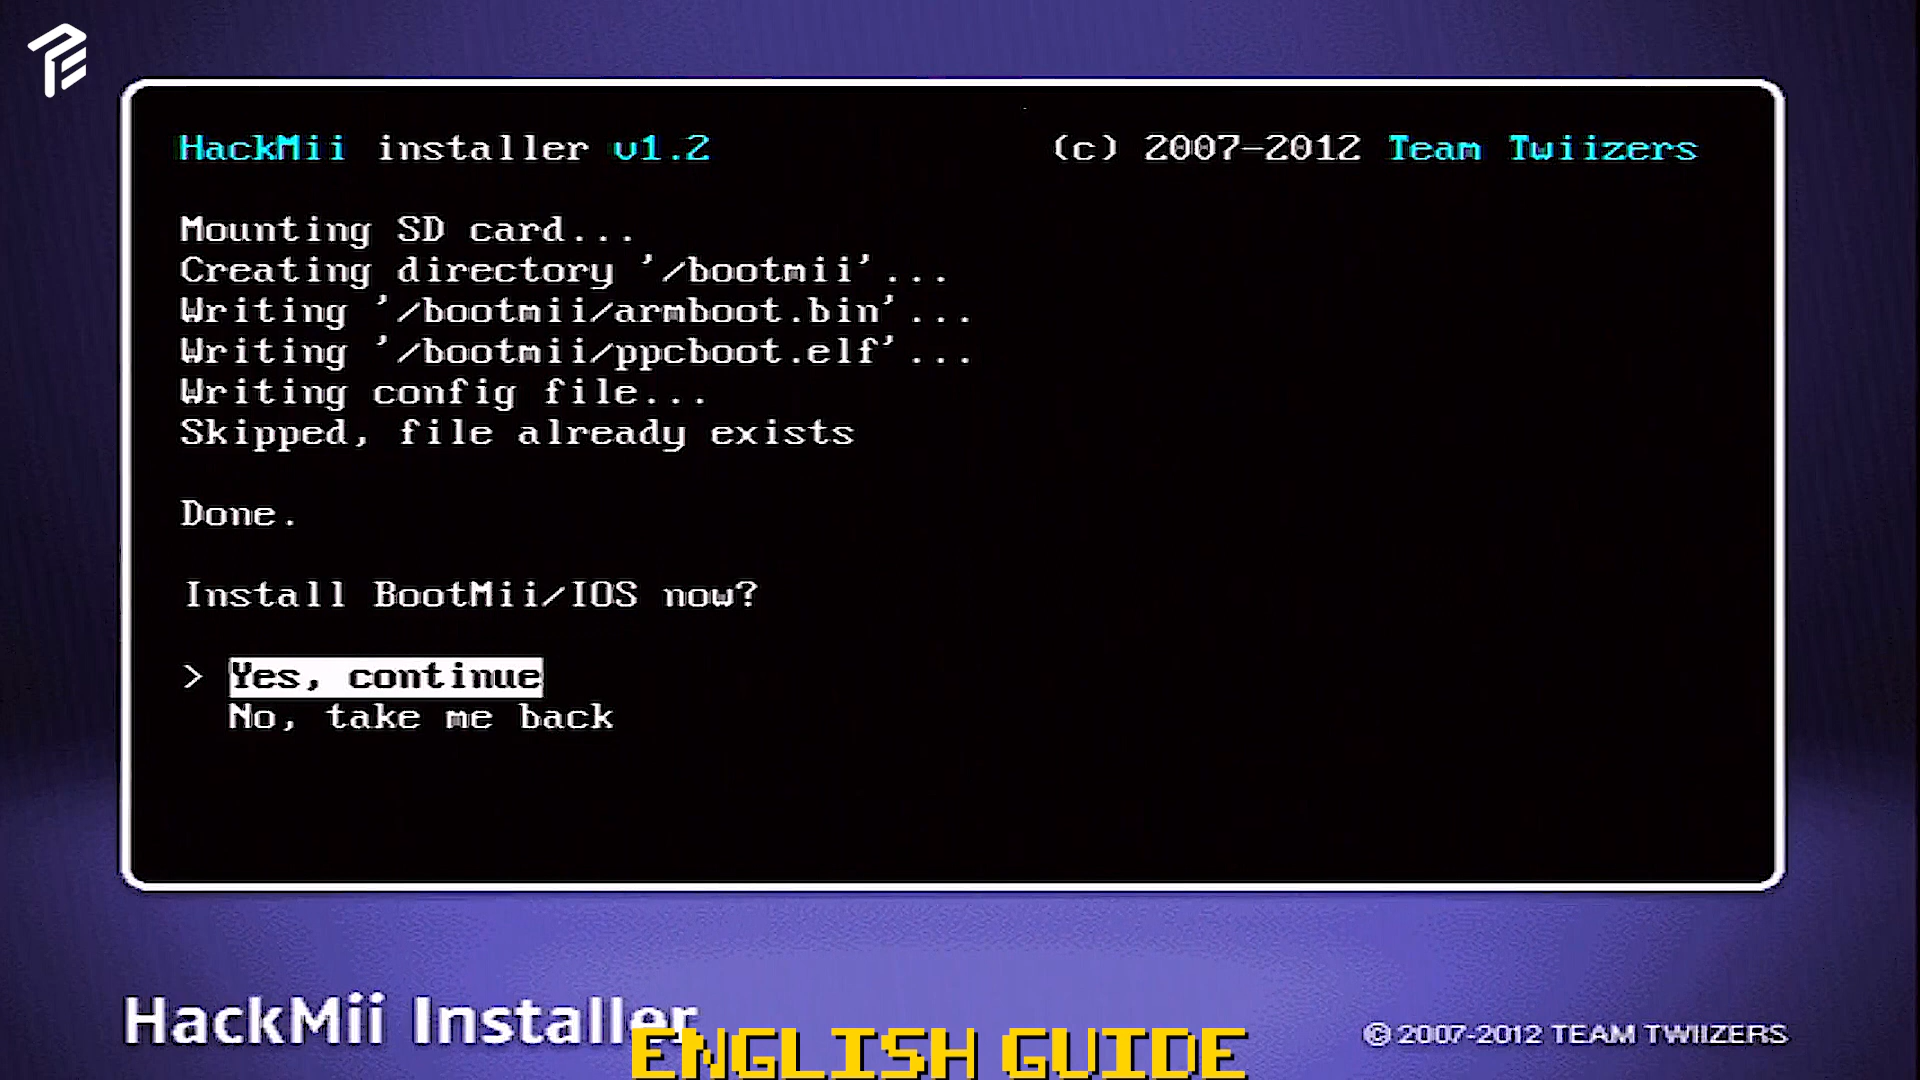 HackMii installer v1.2 (c) 2007-2012 Team Twiizers
Mounting SD card...
Creating directory '/bootmii'...
Writing '/bootmii/armboot.bin'...
Writing '/bootmii/ppcboot.elf'...
Writing config file...
Skipped, file already exists
Done.
Install BootMii/IOS now?
> Yes, continue
No, take me back
HackMii Installer
© 2007-2012 TEAM TWIIZERS
ENGLISH GUIDE